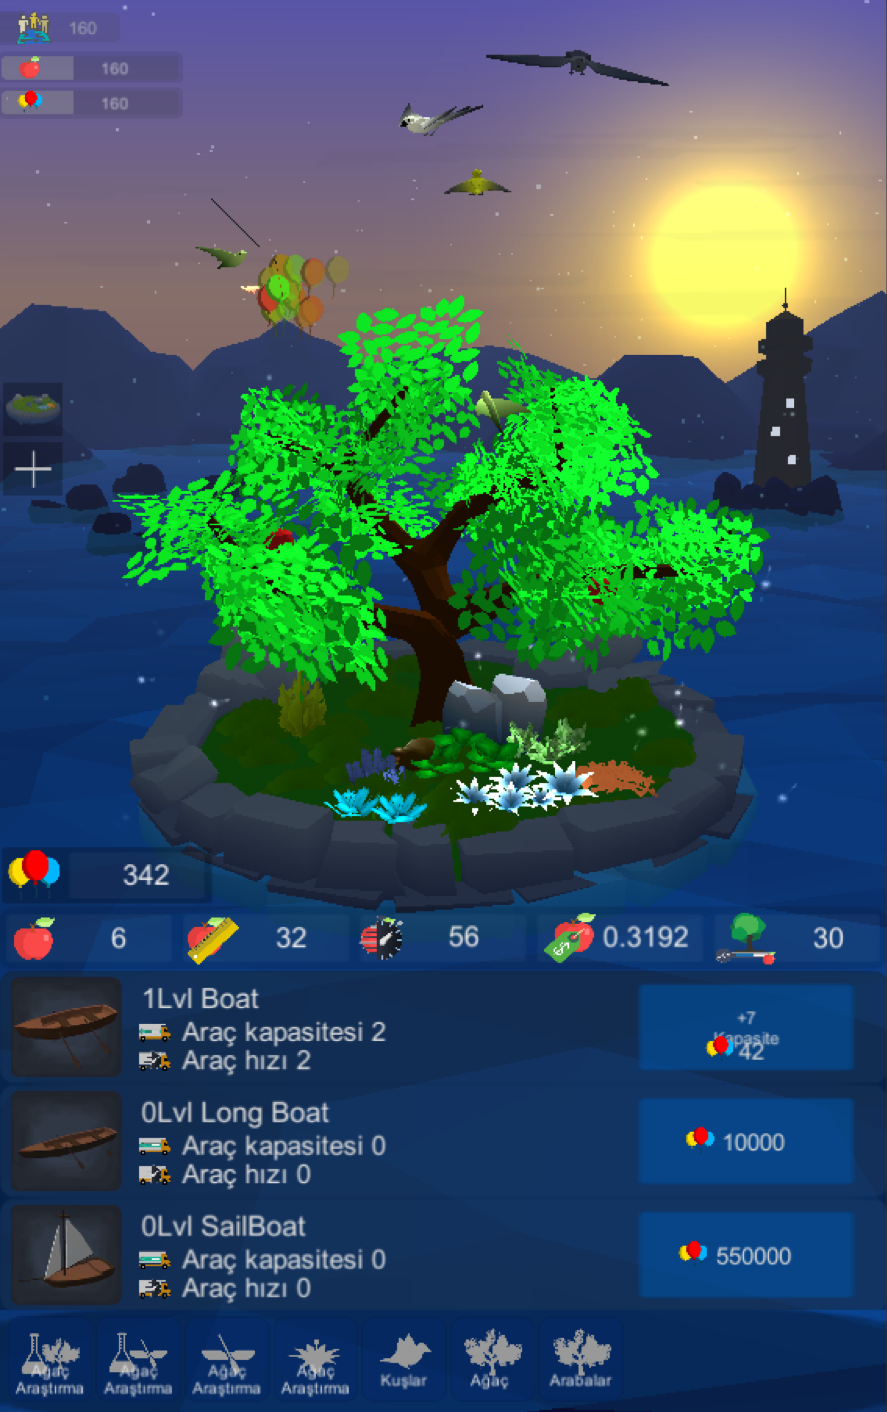 160
160
160
342
6
32
56
0.3192
30
1Lvl Boat
Araç kapasitesi 2
Araç hızı 2
+7
Kapasite
42
0Lvl Long Boat
Araç kapasitesi 0
Araç hızı 0
10000
0Lvl SailBoat
Araç kapasitesi 0
Araç hızı 0
550000
Ağaç
Araştırma
Ağaç
Araştırma
Ağaç
Araştırma
Ağaç
Araştırma
Kuşlar
Ağaç
Arabalar